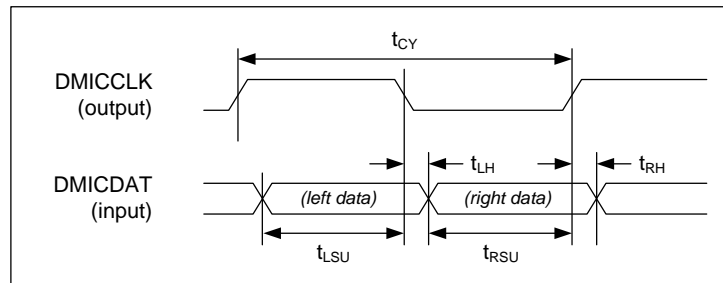 tCY
DMICCLK
(output)
tLH
tRH
DMICDAT
(input)
(left data)
(right data)
tLSU
tRSU